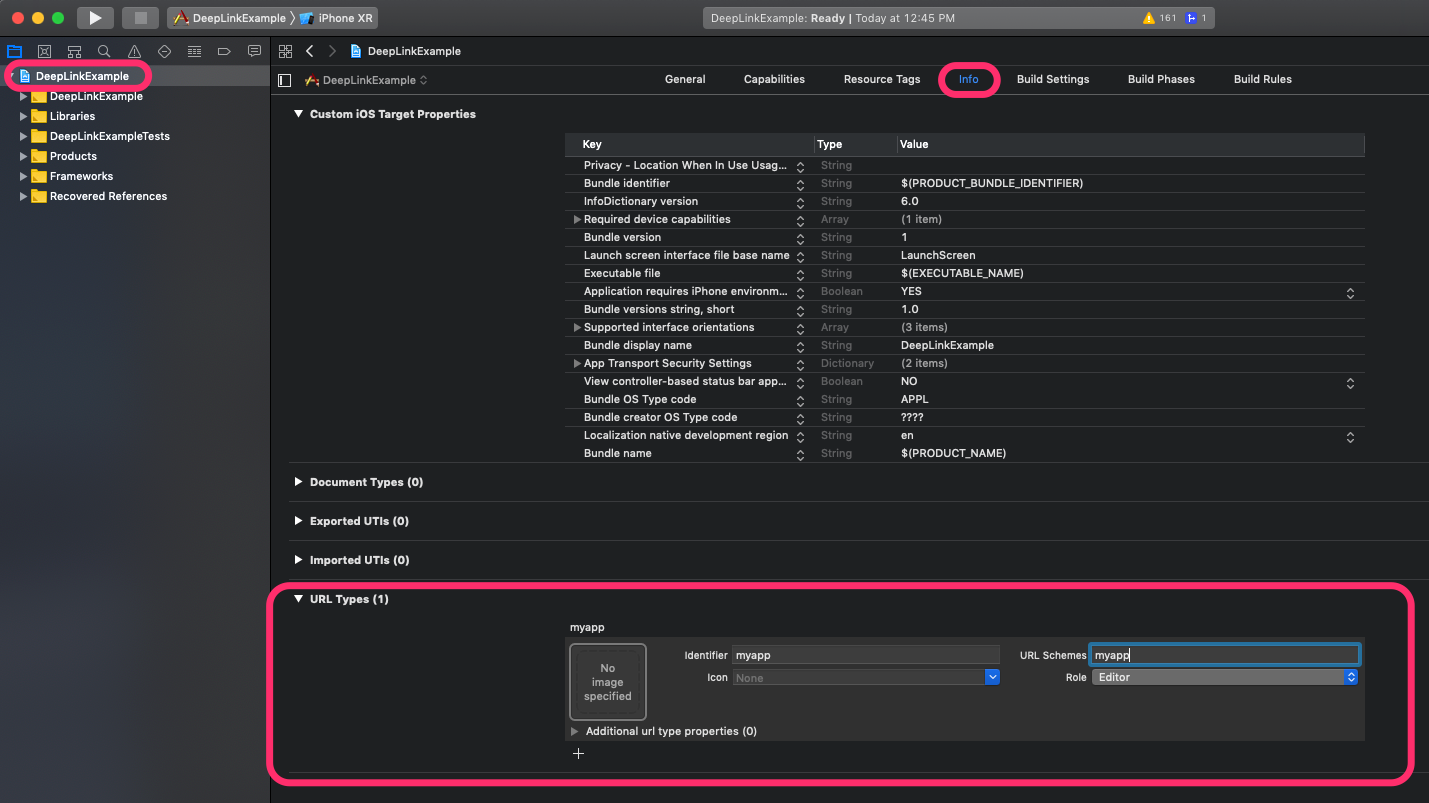 DeepLinkExample iPhone XR DeepLinkExample: Ready | Today at 12:45 PM 161 1
DeepLinkExample
DeepLinkExample
DeepLinkExample
Libraries
DeepLinkExampleTests
Products
Frameworks
Recovered References
DeepLinkExample General Capabilities Resource Tags Info Build Settings Build Phases Build Rules
Custom iOS Target Properties
Key Type Value
Privacy - Location When In Use Usag... String
Bundle identifier String $(PRODUCT_BUNDLE_IDENTIFIER)
InfoDictionary version String 6.0
Required device capabilities Array (1 item)
Bundle version String 1
Launch screen interface file base name String LaunchScreen
Executable file String $(EXECUTABLE_NAME)
Application requires iPhone environm... Boolean YES
Bundle versions string, short String 1.0
Supported interface orientations Array (3 items)
Bundle display name String DeepLinkExample
App Transport Security Settings Dictionary (2 items)
View controller-based status bar app... Boolean NO
Bundle OS Type code String APPL
Bundle creator OS Type code String ????
Localization native development region String en
Bundle name String $(PRODUCT_NAME)
Document Types (0)
Exported UTIs (0)
Imported UTIs (0)
URL Types (1)
myapp
No
image
specified
Identifier myapp URL Schemes myapp
Icon None Role Editor
Additional url type properties (0)